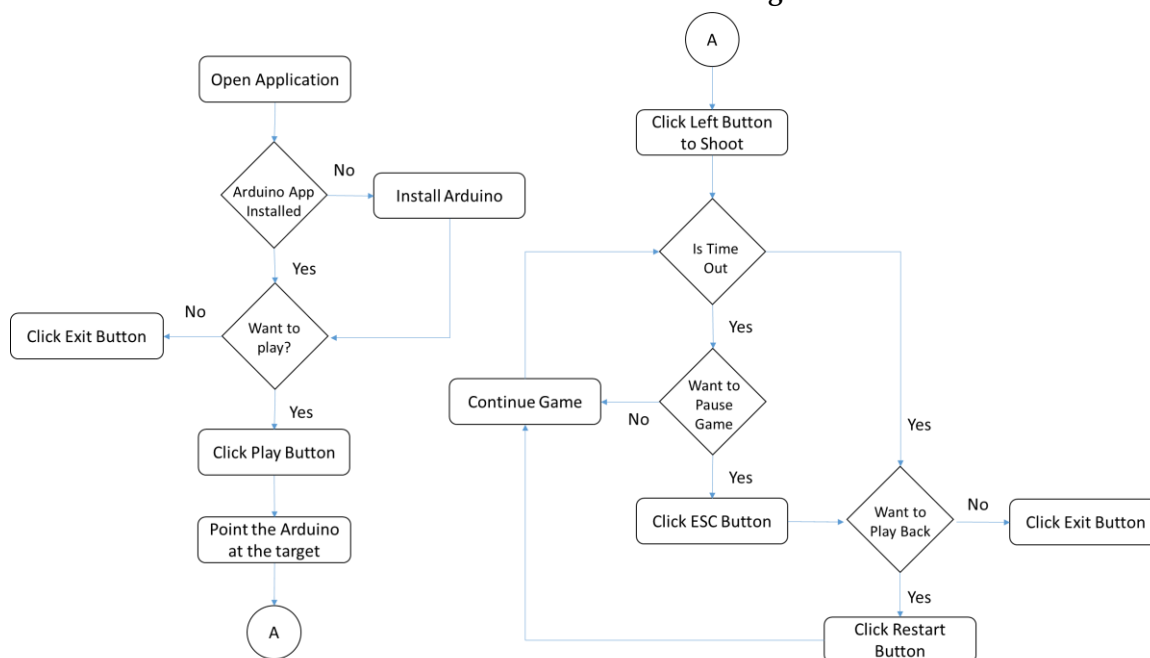 g
Open Application
Arduino App
Installed
No
Install Arduino
Yes
Want to
play?
No
Click Exit Button
Yes
Click Play Button
Point the Arduino
at the target
A
A
Click Left Button
to Shoot
Is Time
Out
Yes
Want to
Pause
Game
No
Continue Game
Yes
Click ESC Button
Yes
Want to
Play Back
No
Click Exit Button
Yes
Click Restart
Button